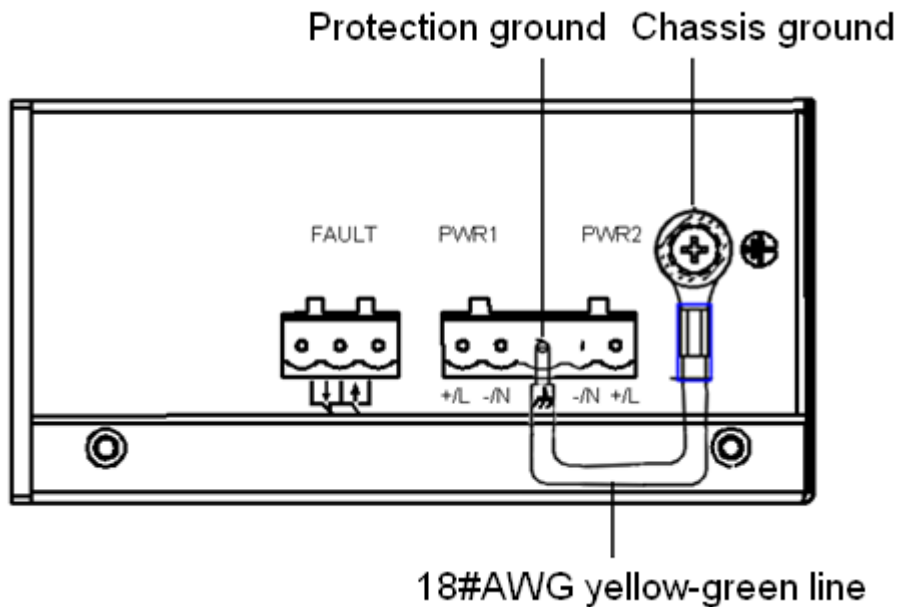 Protection ground Chassis ground
FAULT PWR1 PWR2
+/L -/N -/N +/L
18#AWG yellow-green line